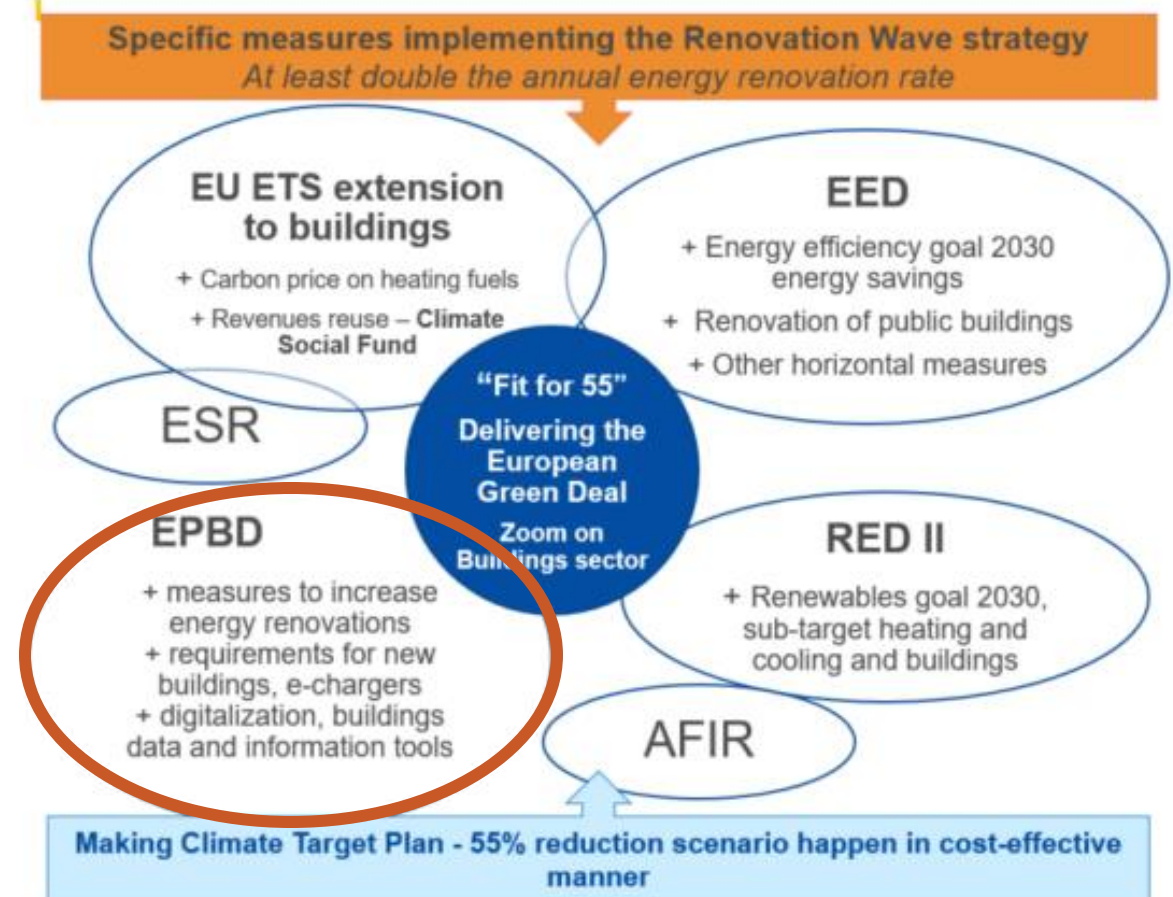 Specific measures implementing the Renovation Wave strategy
At least double the annual energy renovation rate
EU ETS extension
to buildings
+ Carbon price on heating fuels
+ Revenues reuse – Climate
Social Fund
EED
+ Energy efficiency goal 2030
energy savings
+ Renovation of public buildings
+ Other horizontal measures
ESR
“Fit for 55”
Delivering the
European
Green Deal
Zoom on
Buildings sector
EPBD
+ measures to increase
energy renovations
+ requirements for new
buildings, e-chargers
+ digitalization, buildings
data and information tools
RED II
+ Renewables goal 2030,
sub-target heating and
cooling and buildings
AFIR
Making Climate Target Plan - 55% reduction scenario happen in cost-effective
manner